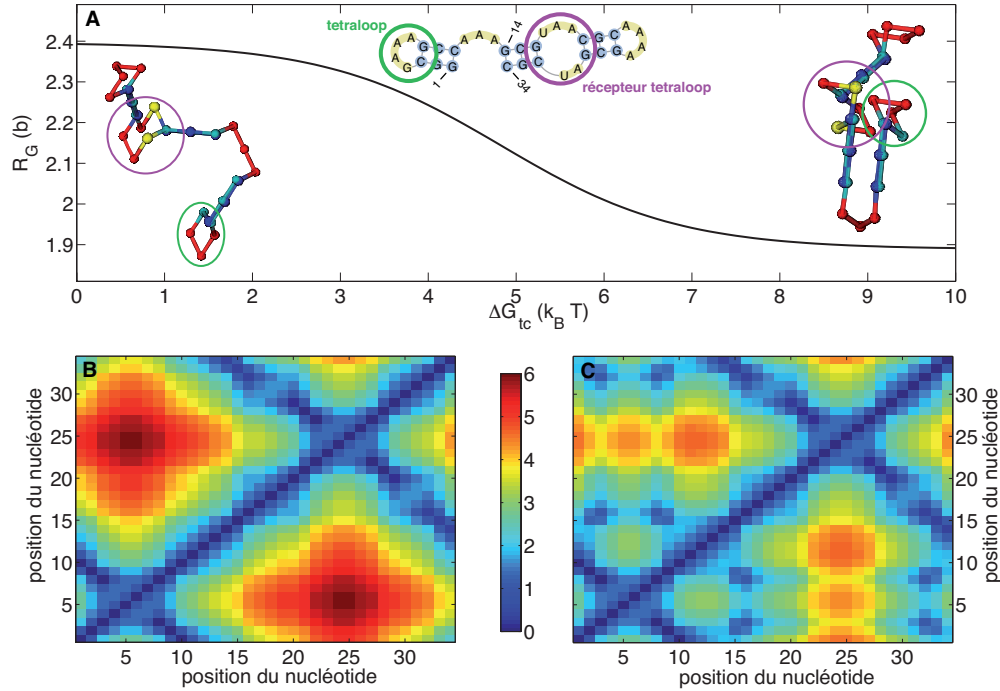 A
tetraloop
récepteur tetraloop
1
14
34
R_G (b)
2.4
2.3
2.2
2.1
2
1.9
0 1 2 3 4 5 6 7 8 9 10
ΔG_tc (k_B T)
B
position du nucléotide
30
25
20
15
10
5
5 10 15 20 25 30
position du nucléotide
6
5
4
3
2
1
0
C
position du nucléotide
30
25
20
15
10
5
5 10 15 20 25 30
position du nucléotide